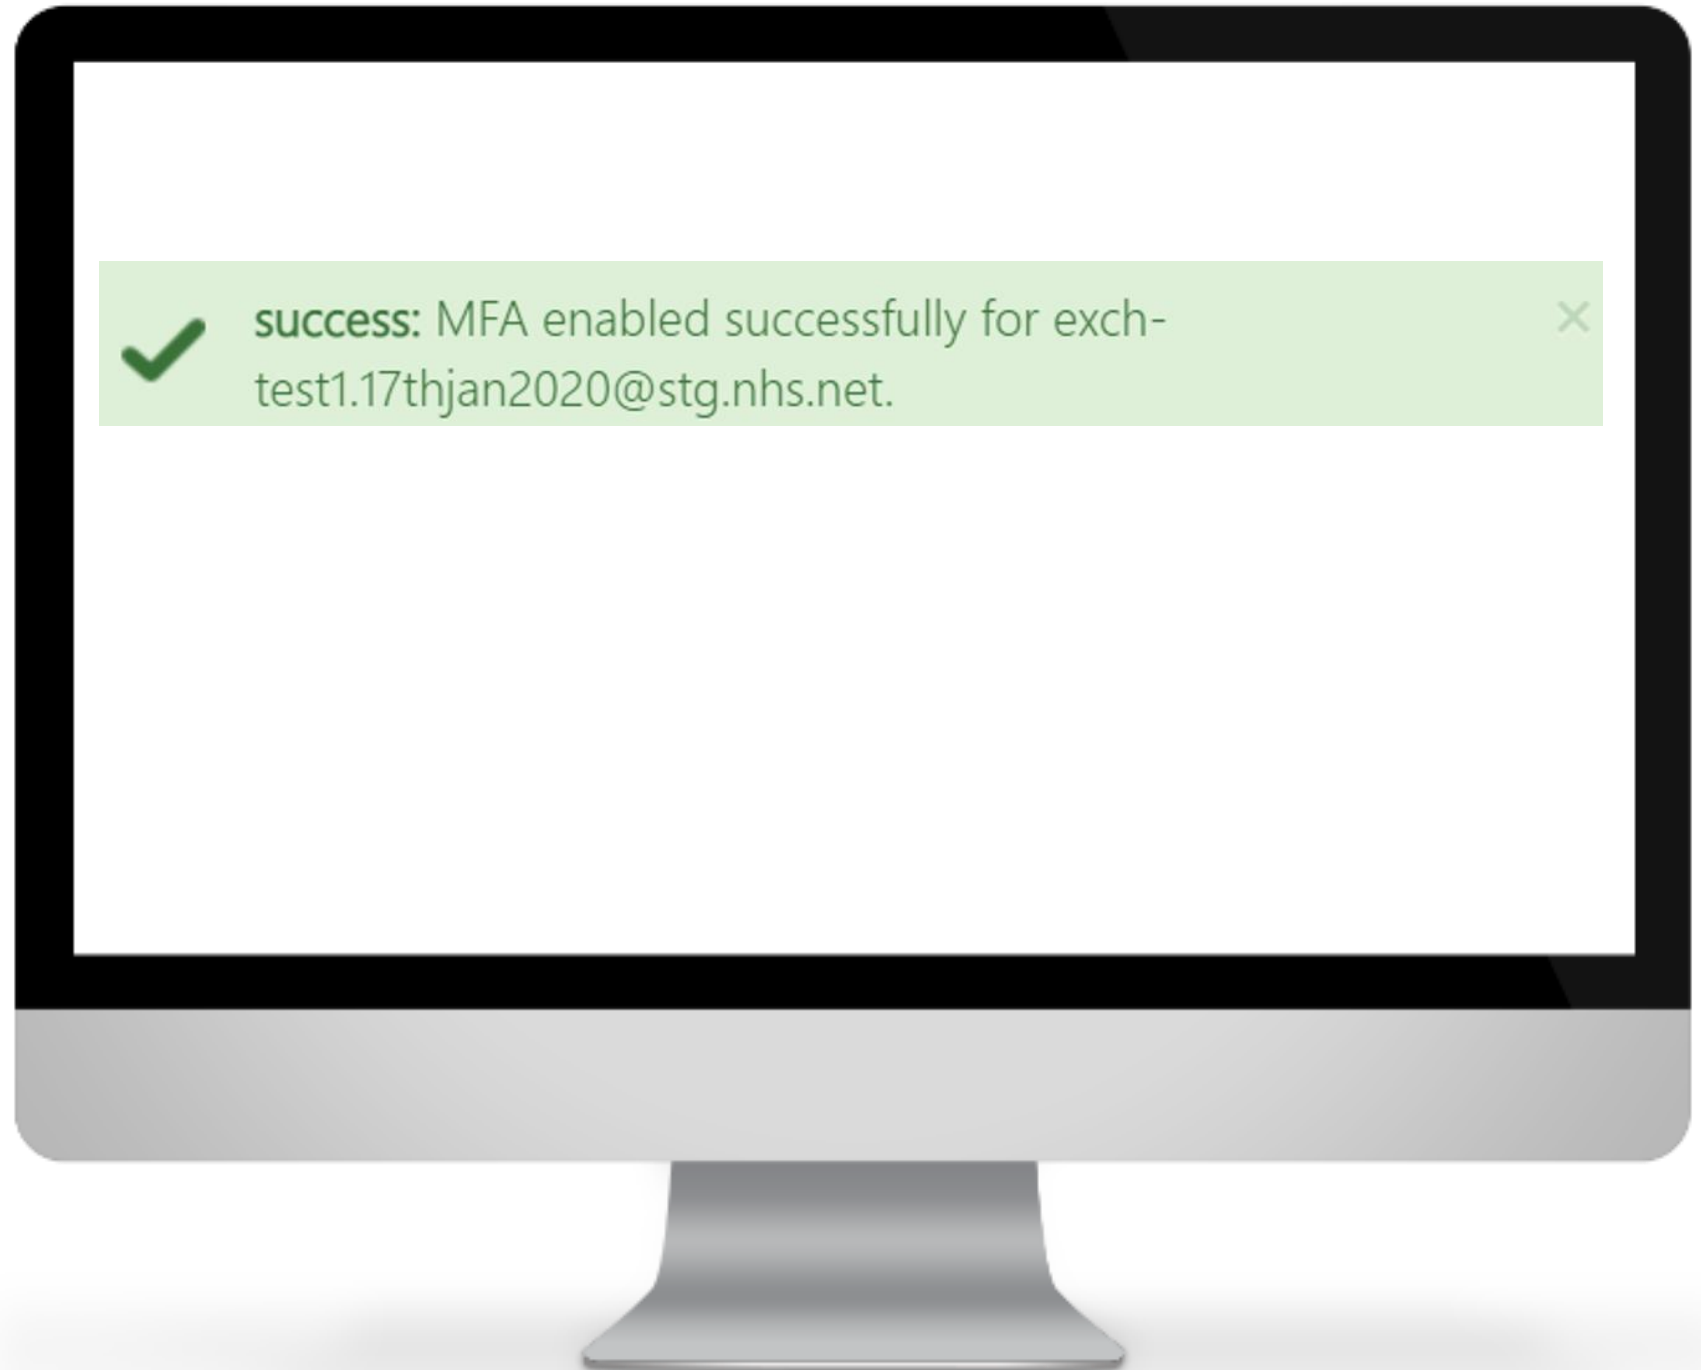 success: MFA enabled successfully for exch-
test1.17thjan2020@stg.nhs.net.